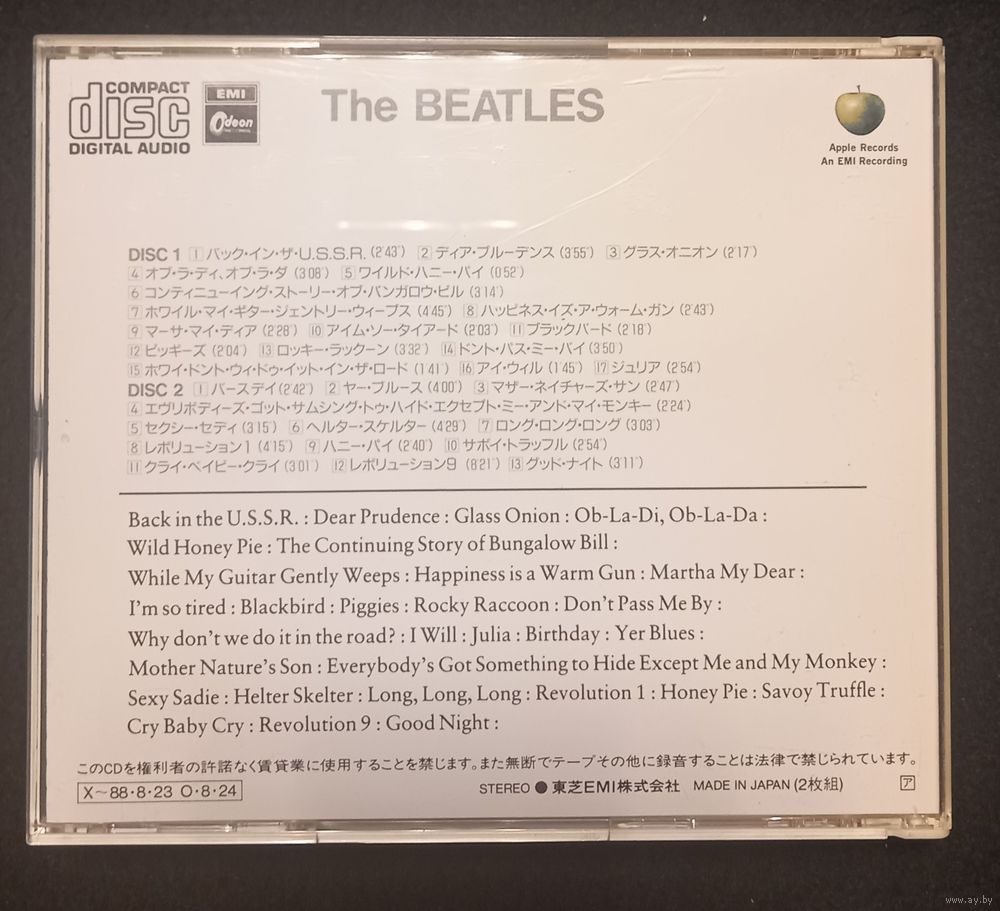 COMPACT
disc
DIGITAL AUDIO
EMI
Odeon
The BEATLES
Apple Records
An EMI Recording
DISC 1 1 バック・イン・ザ・U.S.S.R. (2'43") 2 ディア・プルーデンス (3'55") 3 グラス・オニオン (2'17")
4 オブ・ラ・ディ、オブ・ラ・ダ (3'08") 5 ワイルド・ハニー・パイ (0'52")
6 コンティニューイング・ストーリー・オブ・バンガロウ・ビル (3'14")
7 ホワイル・マイ・ギター・ジェントリー・ウィープス (4'45") 8 ハッピネス・イズ・ア・ウォーム・ガン (2'43")
9 マーサ・マイ・ディア (2'28") 10 アイム・ソー・タイアード (2'03") 11 ブラックバード (2'18")
12 ピッギーズ (2'04") 13 ロッキー・ラックーン (3'32") 14 ドント・パス・ミー・バイ (3'50")
15 ホワイ・ドント・ウィ・ドゥ・イット・イン・ザ・ロード (1'41") 16 アイ・ウィル (1'45") 17 ジュリア (2'54")
DISC 2 1 バースデイ (2'42") 2 ヤー・ブルース (4'00") 3 マザー・ネイチャーズ・サン (2'47")
4 エヴリボディーズ・ゴット・サムシング・トゥ・ハイド・エクセプト・ミー・アンド・マイ・モンキー (2'24")
5 セクシー・セディ (3'15") 6 ヘルター・スケルター (4'29") 7 ロング・ロング・ロング (3'03")
8 レボリューション1 (4'15") 9 ハニー・パイ (2'40") 10 サボイ・トラッフル (2'54")
11 クライ・ベイビー・クライ (3'01") 12 レボリューション9 (8'21") 13 グッド・ナイト (3'11")
Back in the U.S.S.R. : Dear Prudence : Glass Onion : Ob-La-Di, Ob-La-Da :
Wild Honey Pie : The Continuing Story of Bungalow Bill :
While My Guitar Gently Weeps : Happiness is a Warm Gun : Martha My Dear :
I'm so tired : Blackbird : Piggies : Rocky Raccoon : Don't Pass Me By :
Why don't we do it in the road? : I Will : Julia : Birthday : Yer Blues :
Mother Nature's Son : Everybody's Got Something to Hide Except Me and My Monkey :
Sexy Sadie : Helter Skelter : Long, Long, Long : Revolution 1 : Honey Pie : Savoy Truffle :
Cry Baby Cry : Revolution 9 : Good Night :
このCDを権利者の許諾なく賃貸業に使用することを禁じます。また無断でテープその他に録音することは法律で禁じられています。
X～88・8・23 O・8・24
STEREO ● 東芝EMI株式会社 MADE IN JAPAN (2枚組) ア
www.ay.by